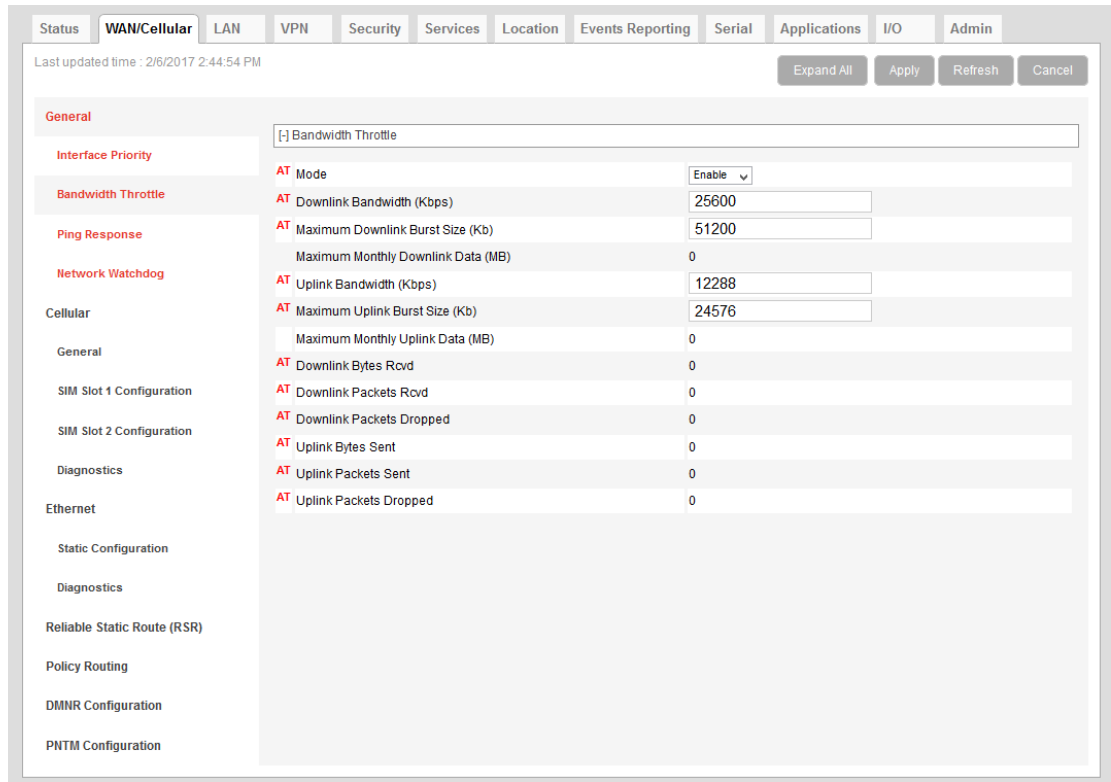 Status WAN/Cellular LAN VPN Security Services Location Events Reporting Serial Applications I/O Admin
Last updated time : 2/6/2017 2:44:54 PM
Expand All Apply Refresh Cancel
General
Interface Priority
Bandwidth Throttle
Ping Response
Network Watchdog
Cellular
General
SIM Slot 1 Configuration
SIM Slot 2 Configuration
Diagnostics
Ethernet
Static Configuration
Diagnostics
Reliable Static Route (RSR)
Policy Routing
DMNR Configuration
PNTM Configuration
[-] Bandwidth Throttle
AT Mode Enable
AT Downlink Bandwidth (Kbps) 25600
AT Maximum Downlink Burst Size (Kb) 51200
Maximum Monthly Downlink Data (MB) 0
AT Uplink Bandwidth (Kbps) 12288
AT Maximum Uplink Burst Size (Kb) 24576
Maximum Monthly Uplink Data (MB) 0
AT Downlink Bytes Rcvd 0
AT Downlink Packets Rcvd 0
AT Downlink Packets Dropped 0
AT Uplink Bytes Sent 0
AT Uplink Packets Sent 0
AT Uplink Packets Dropped 0